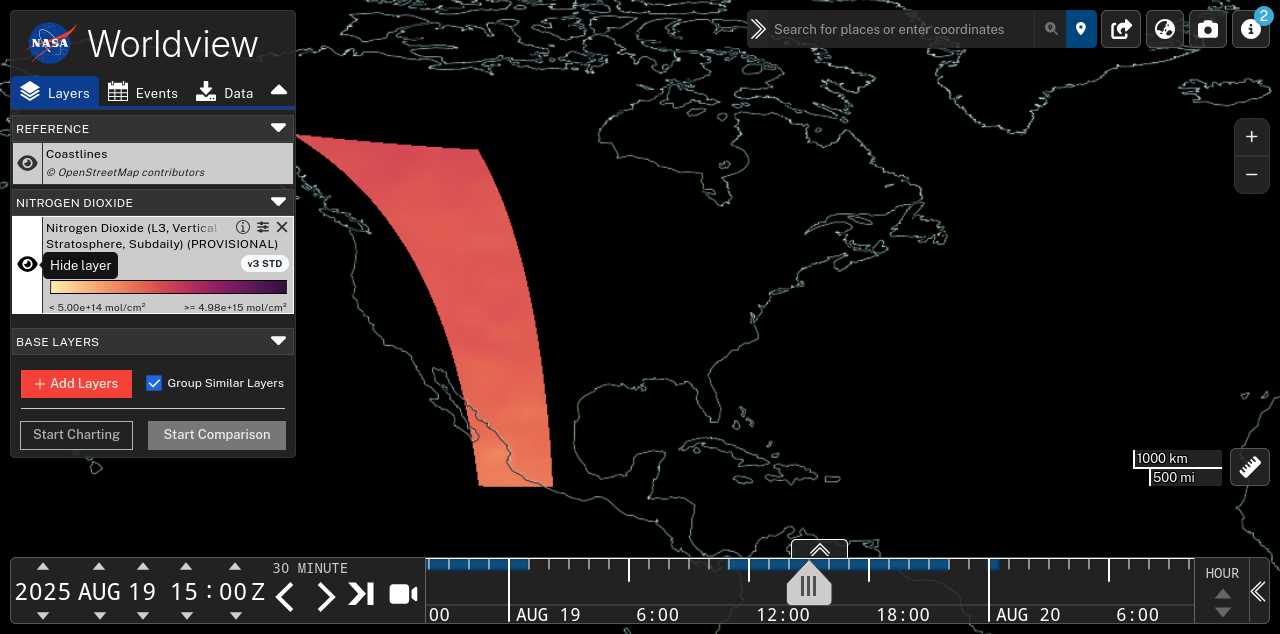 NASA Worldview
Layers
Events
Data
REFERENCE
Coastlines
© OpenStreetMap contributors
NITROGEN DIOXIDE
Nitrogen Dioxide (L3, Vertical
Stratosphere, Subdaily) (PROVISIONAL)
Hide layer
v3 STD
< 5.00e+14 mol/cm²
>= 4.98e+15 mol/cm²
BASE LAYERS
+ Add Layers
Group Similar Layers
Start Charting
Start Comparison
Search for places or enter coordinates
2
+
−
1000 km
500 mi
2025 AUG 19 15 : 00 Z
30 MINUTE
00
AUG 19
6:00
12:00
18:00
AUG 20
6:00
HOUR